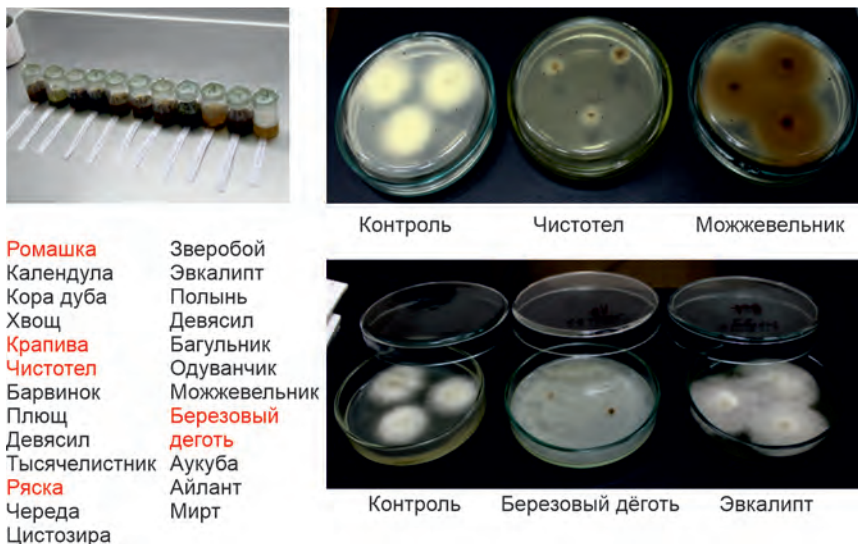 Контроль
Чистотел
Можжевельник
Ромашка
Календула
Кора дуба
Хвощ
Крапива
Чистотел
Барвинок
Плющ
Девясил
Тысячелистник
Ряска
Череда
Цистозира
Зверобой
Эвкалипт
Полынь
Девясил
Багульник
Одуванчик
Можжевельник
Березовый
деготь
Аукуба
Айлант
Мирт
Контроль
Березовый дёготь
Эвкалипт